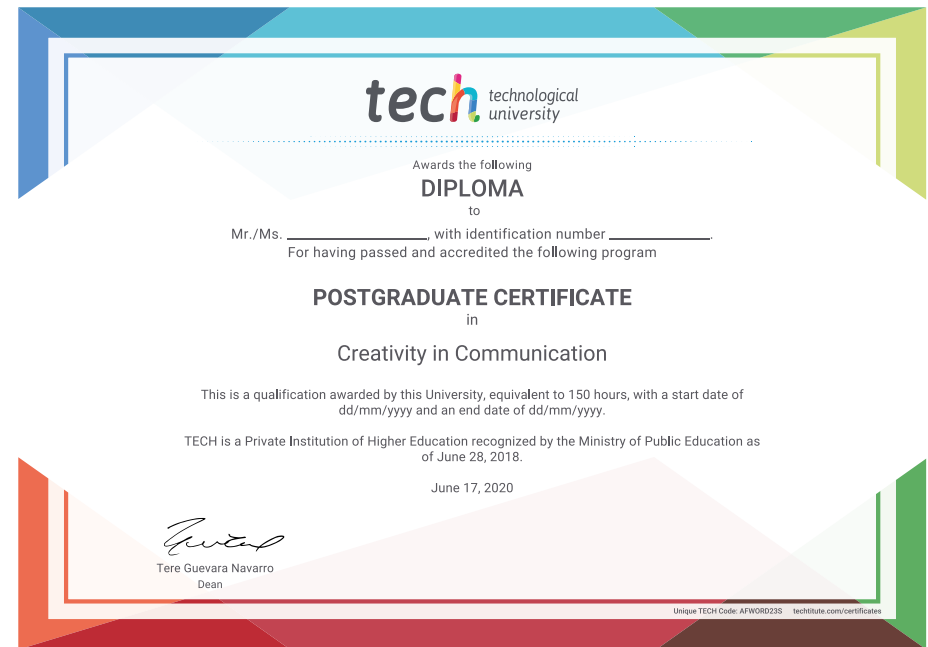 tech technological
university
Awards the following
DIPLOMA
to
Mr./Ms. ____________________, with identification number ______________.
For having passed and accredited the following program
POSTGRADUATE CERTIFICATE
in
Creativity in Communication
This is a qualification awarded by this University, equivalent to 150 hours, with a start date of
dd/mm/yyyy and an end date of dd/mm/yyyy.
TECH is a Private Institution of Higher Education recognized by the Ministry of Public Education as
of June 28, 2018.
June 17, 2020
Tere Guevara Navarro
Dean
Unique TECH Code: AFWORD23S techtitute.com/certificates